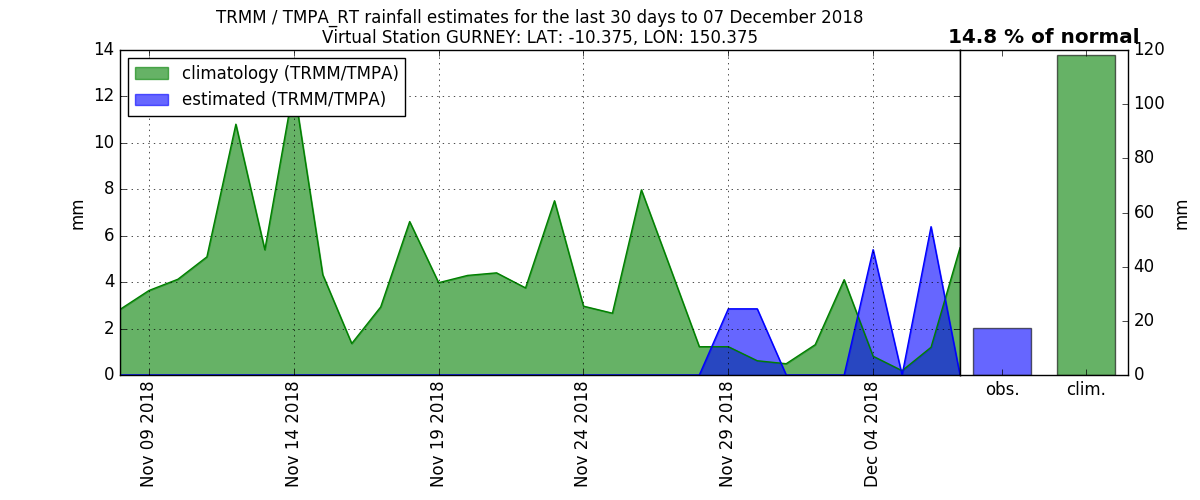 TRMM / TMPA_RT rainfall estimates for the last 30 days to 07 December 2018
Virtual Station GURNEY: LAT: -10.375, LON: 150.375
14.8 % of normal
climatology (TRMM/TMPA)
estimated (TRMM/TMPA)
14
12
10
8
6
4
2
0
mm
Nov 09 2018
Nov 14 2018
Nov 19 2018
Nov 24 2018
Nov 29 2018
Dec 04 2018
obs.
clim.
120
100
80
60
40
20
0
mm